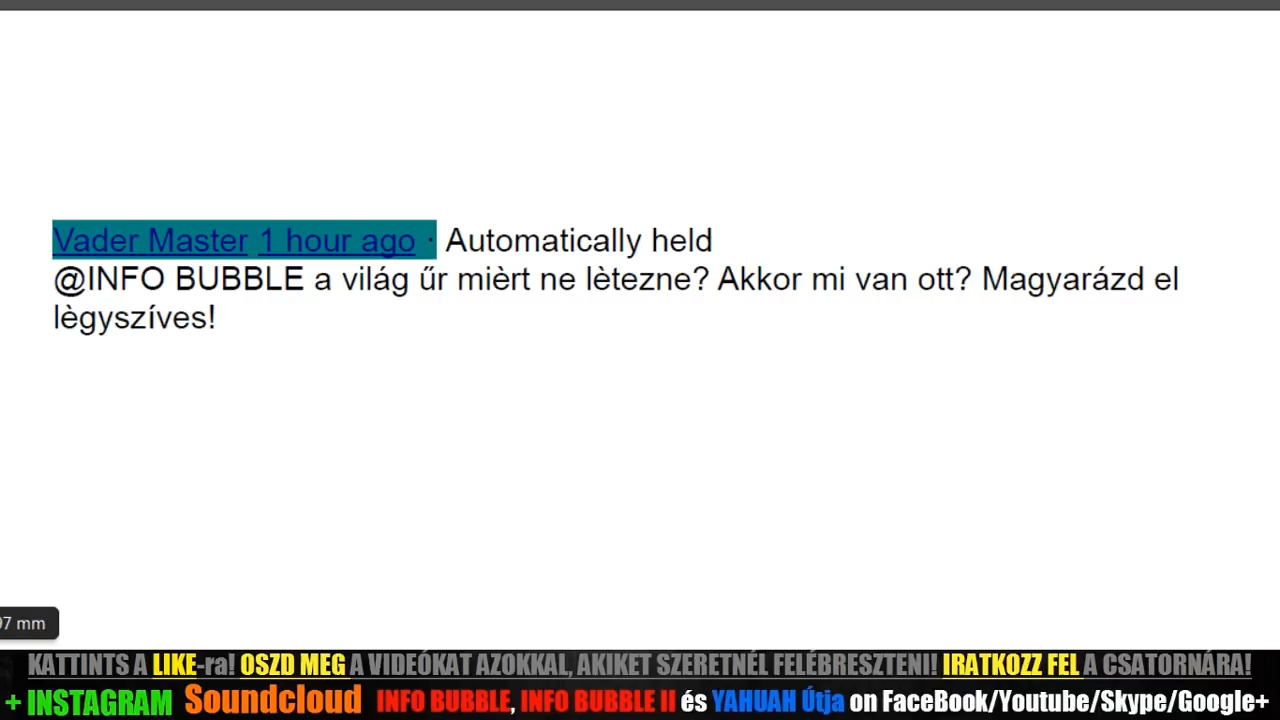 Vader Master 1 hour ago · Automatically held
@INFO BUBBLE a világ űr mièrt ne lètezne? Akkor mi van ott? Magyarázd el
lègyszíves!
97 mm
KATTINTS A LIKE-ra! OSZD MEG A VIDEÓKAT AZOKKAL, AKIKET SZERETNÉL FELÉBRESZTENI! IRATKOZZ FEL A CSATORNÁRA!
+ INSTAGRAM Soundcloud INFO BUBBLE, INFO BUBBLE II és YAHUAH Útja on FaceBook/Youtube/Skype/Google+